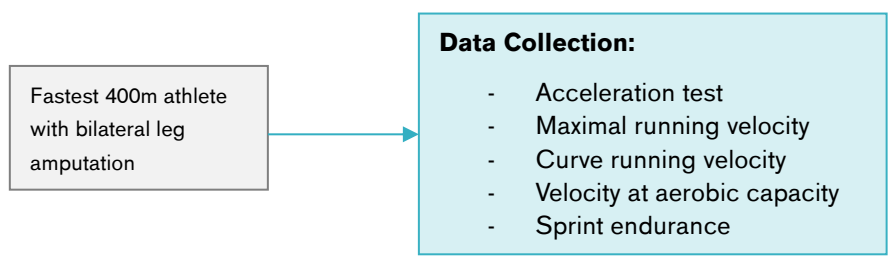 Fastest 400m athlete
with bilateral leg
amputation
Data Collection:
- Acceleration test
- Maximal running velocity
- Curve running velocity
- Velocity at aerobic capacity
- Sprint endurance